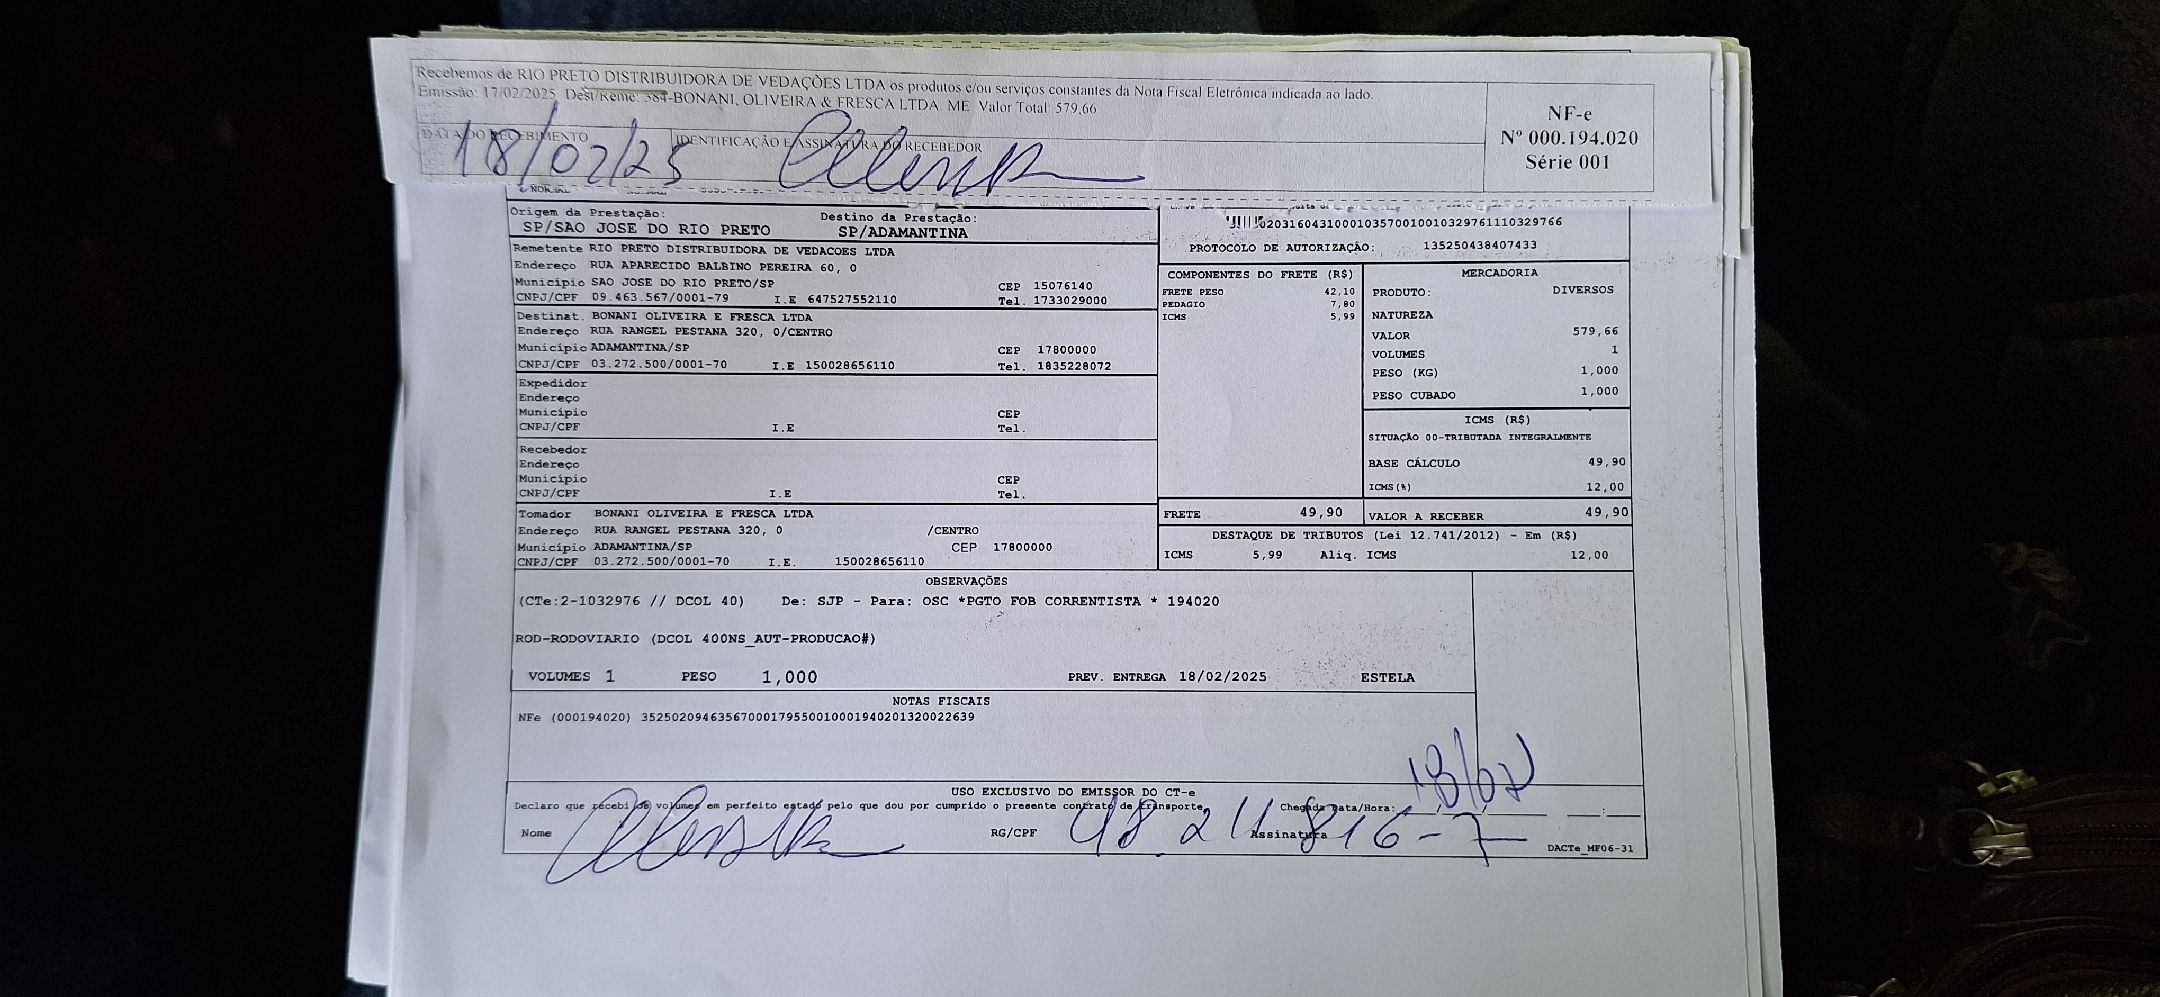 Recebemos de RIO PRETO DISTRIBUIDORA DE VEDAÇÕES LTDA os produtos e/ou serviços constantes da Nota Fiscal Eletrônica indicada ao lado.
Emissão: 17/02/2025 Dest/Reme: 384-BONANI, OLIVEIRA & FRESCA LTDA ME Valor Total: 579,66
DATA DO RECEBIMENTO IDENTIFICAÇÃO E ASSINATURA DO RECEBEDOR
18/02/25
NF-e
Nº 000.194.020
Série 001
Origem da Prestação: Destino da Prestação:
SP/SAO JOSE DO RIO PRETO SP/ADAMANTINA
Remetente RIO PRETO DISTRIBUIDORA DE VEDACOES LTDA
Endereço RUA APARECIDO BALBINO PEREIRA 60, 0
Município SAO JOSE DO RIO PRETO/SP CEP 15076140
CNPJ/CPF 09.463.567/0001-79 I.E 647527552110 Tel. 1733029000
Destinat. BONANI OLIVEIRA E FRESCA LTDA
Endereço RUA RANGEL PESTANA 320, 0/CENTRO
Município ADAMANTINA/SP CEP 17800000
CNPJ/CPF 03.272.500/0001-70 I.E 150028656110 Tel. 1835228072
Expedidor
Endereço
Município CEP
CNPJ/CPF I.E Tel.
Recebedor
Endereço
Município CEP
CNPJ/CPF I.E Tel.
Tomador BONANI OLIVEIRA E FRESCA LTDA
Endereço RUA RANGEL PESTANA 320, 0 /CENTRO
Município ADAMANTINA/SP CEP 17800000
CNPJ/CPF 03.272.500/0001-70 I.E. 150028656110
0203160431000103570010010329761110329766
PROTOCOLO DE AUTORIZAÇÃO: 135250438407433
COMPONENTES DO FRETE (R$)
FRETE PESO 42,10
PEDAGIO 7,80
ICMS 5,99
MERCADORIA
PRODUTO: DIVERSOS
NATUREZA
VALOR 579,66
VOLUMES 1
PESO (KG) 1,000
PESO CUBADO 1,000
ICMS (R$)
SITUAÇÃO 00-TRIBUTADA INTEGRALMENTE
BASE CÁLCULO 49,90
ICMS(%) 12,00
FRETE 49,90 VALOR A RECEBER 49,90
DESTAQUE DE TRIBUTOS (Lei 12.741/2012) - Em (R$)
ICMS 5,99 Aliq. ICMS 12,00
OBSERVAÇÕES
(CTe:2-1032976 // DCOL 40) De: SJP - Para: OSC *PGTO FOB CORRENTISTA * 194020
ROD-RODOVIARIO (DCOL 400NS_AUT-PRODUCAO#)
VOLUMES 1 PESO 1,000 PREV. ENTREGA 18/02/2025 ESTELA
NOTAS FISCAIS
NFe (000194020) 35250209463567000179550010001940201320022639
18/02
USO EXCLUSIVO DO EMISSOR DO CT-e
Declaro que recebi os volumes em perfeito estado pelo que dou por cumprido o presente contrato de transporte. Chegada Data/Hora: / / :
Nome RG/CPF Assinatura
DACTe_MF06-31